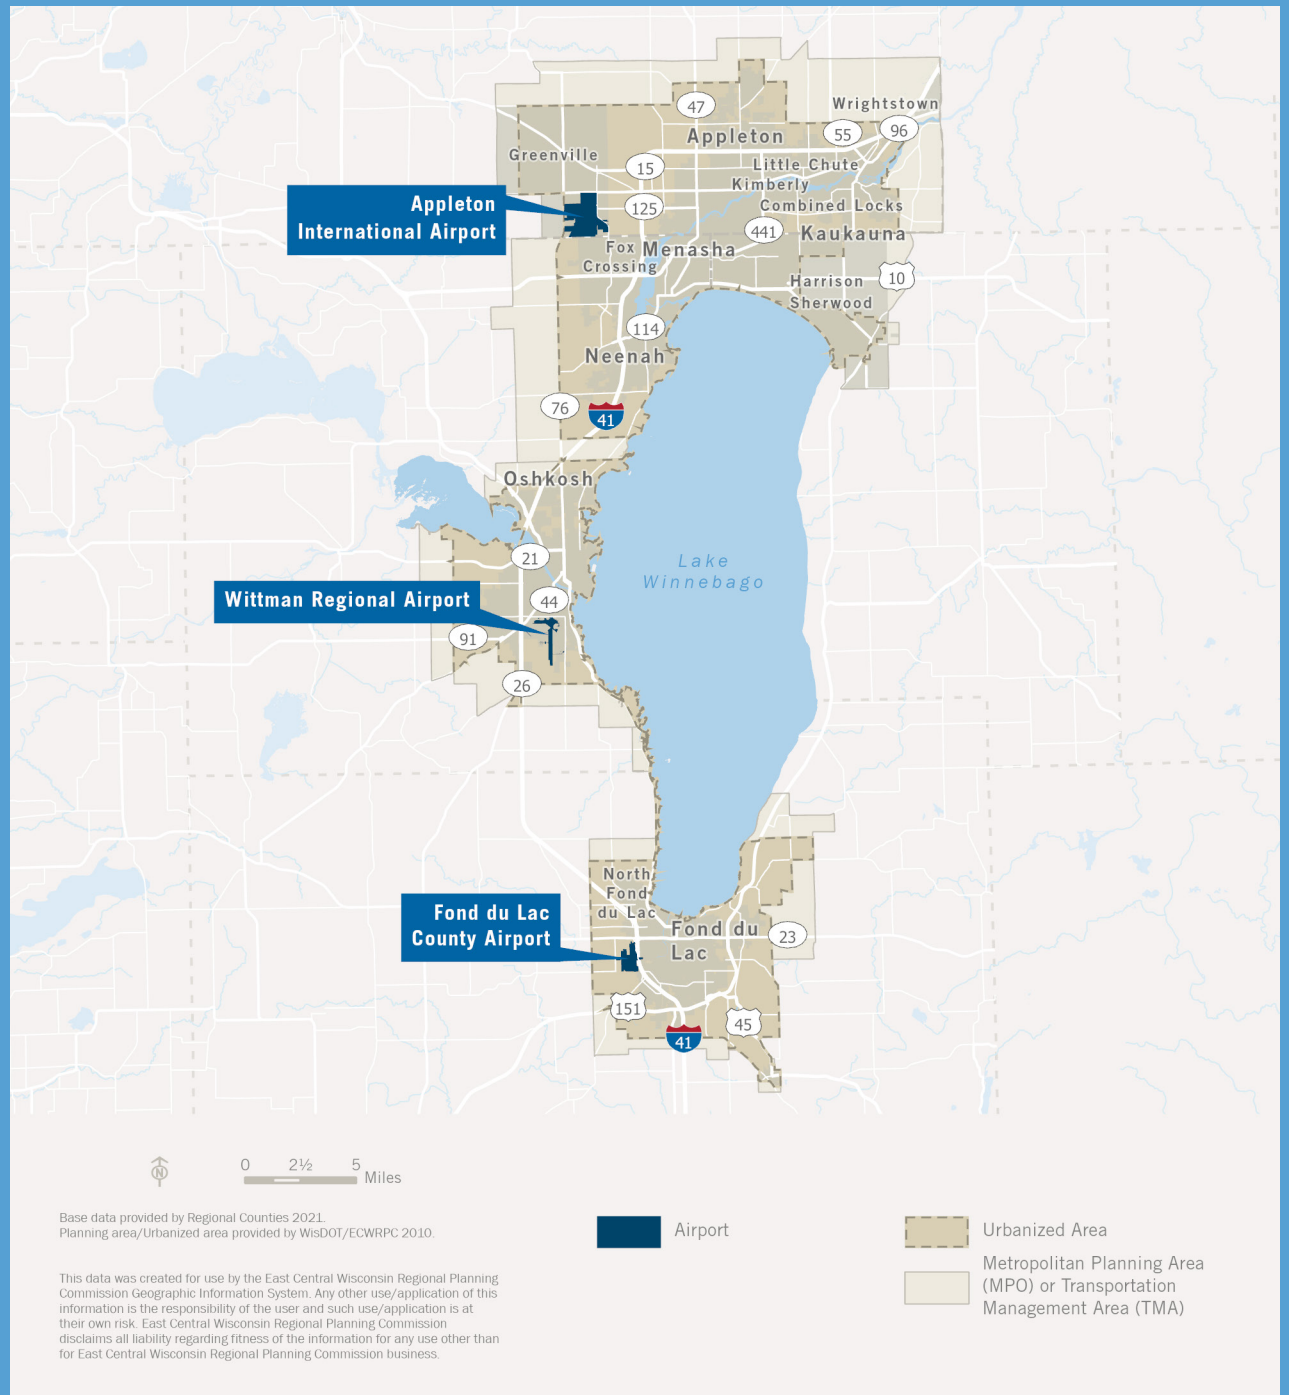 Wrightstown
47
55
96
Appleton
Greenville
15
Little Chute
Kimberly
Appleton
International Airport
125
Combined Locks
441
Kaukauna
Fox
Crossing
Menasha
10
Harrison
Sherwood
114
Neenah
76
41
Oshkosh
21
Lake
Winnebago
Wittman Regional Airport
44
91
26
North
Fond
du Lac
Fond du Lac
County Airport
Fond du
Lac
23
151
45
41
N
0 2½ 5
Miles
Base data provided by Regional Counties 2021.
Planning area/Urbanized area provided by WisDOT/ECWRPC 2010.
This data was created for use by the East Central Wisconsin Regional Planning
Commission Geographic Information System. Any other use/application of this
information is the responsibility of the user and such use/application is at
their own risk. East Central Wisconsin Regional Planning Commission
disclaims all liability regarding fitness of the information for any use other than
for East Central Wisconsin Regional Planning Commission business.
Airport
Urbanized Area
Metropolitan Planning Area
(MPO) or Transportation
Management Area (TMA)